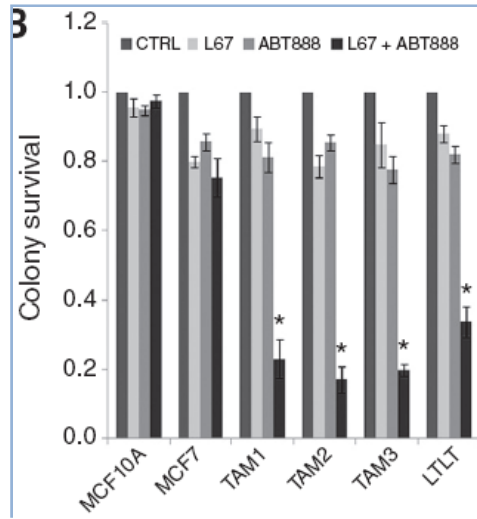 B
1.2
CTRL L67 ABT888 L67 + ABT888
1.0
0.8
0.6
0.4
0.2
0.0
Colony survival
* * * *
MCF10A MCF7 TAM1 TAM2 TAM3 LTLT